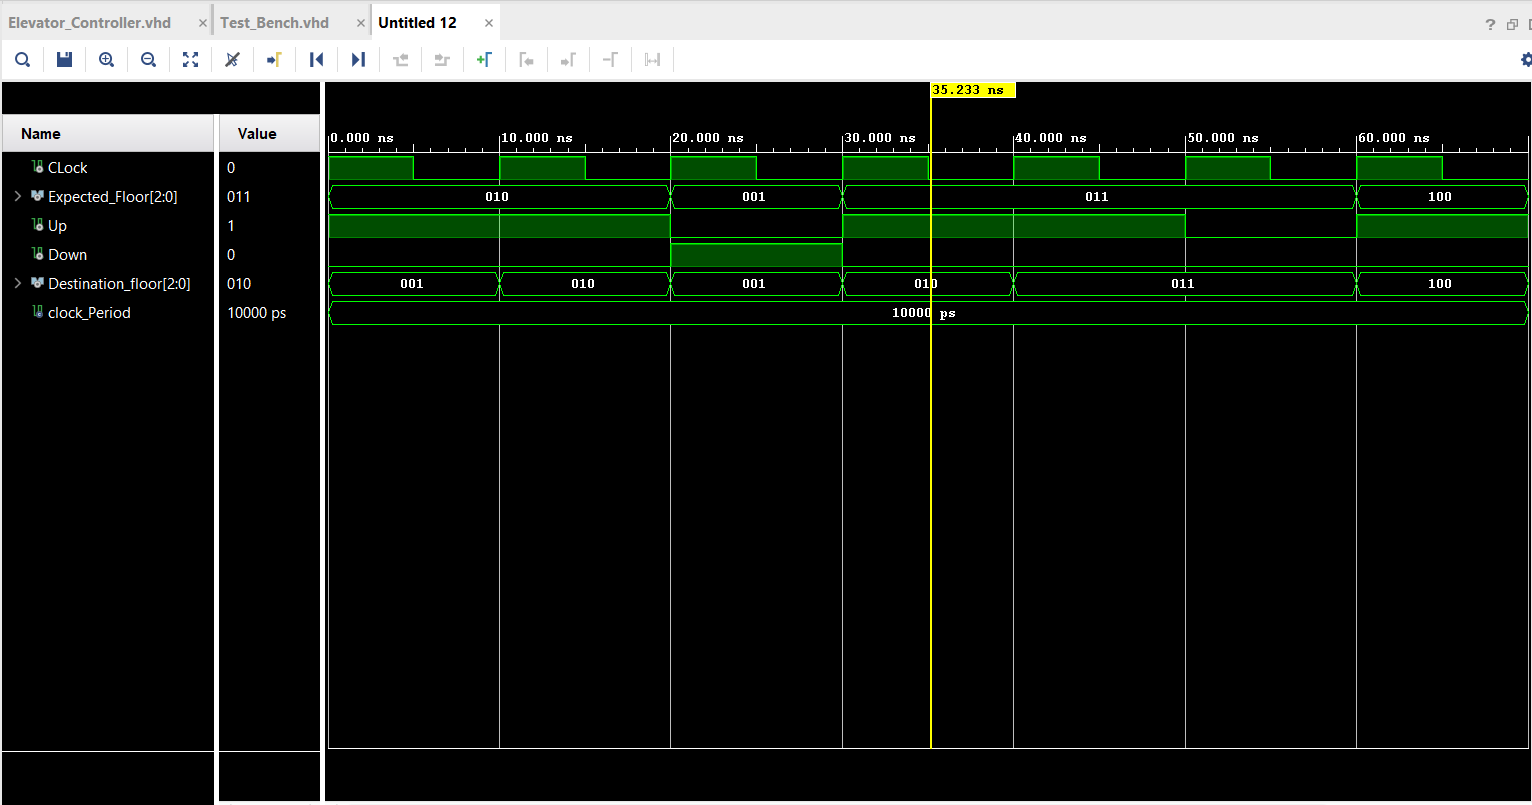 Elevator_Controller.vhd × Test_Bench.vhd × Untitled 12 ×
?
35.233 ns
Name Value
0.000 ns 10.000 ns 20.000 ns 30.000 ns 40.000 ns 50.000 ns 60.000 ns
CLock 0
Expected_Floor[2:0] 011 010 001 011 100
Up 1
Down 0
Destination_floor[2:0] 010 001 010 001 010 011 100
clock_Period 10000 ps 10000 ps